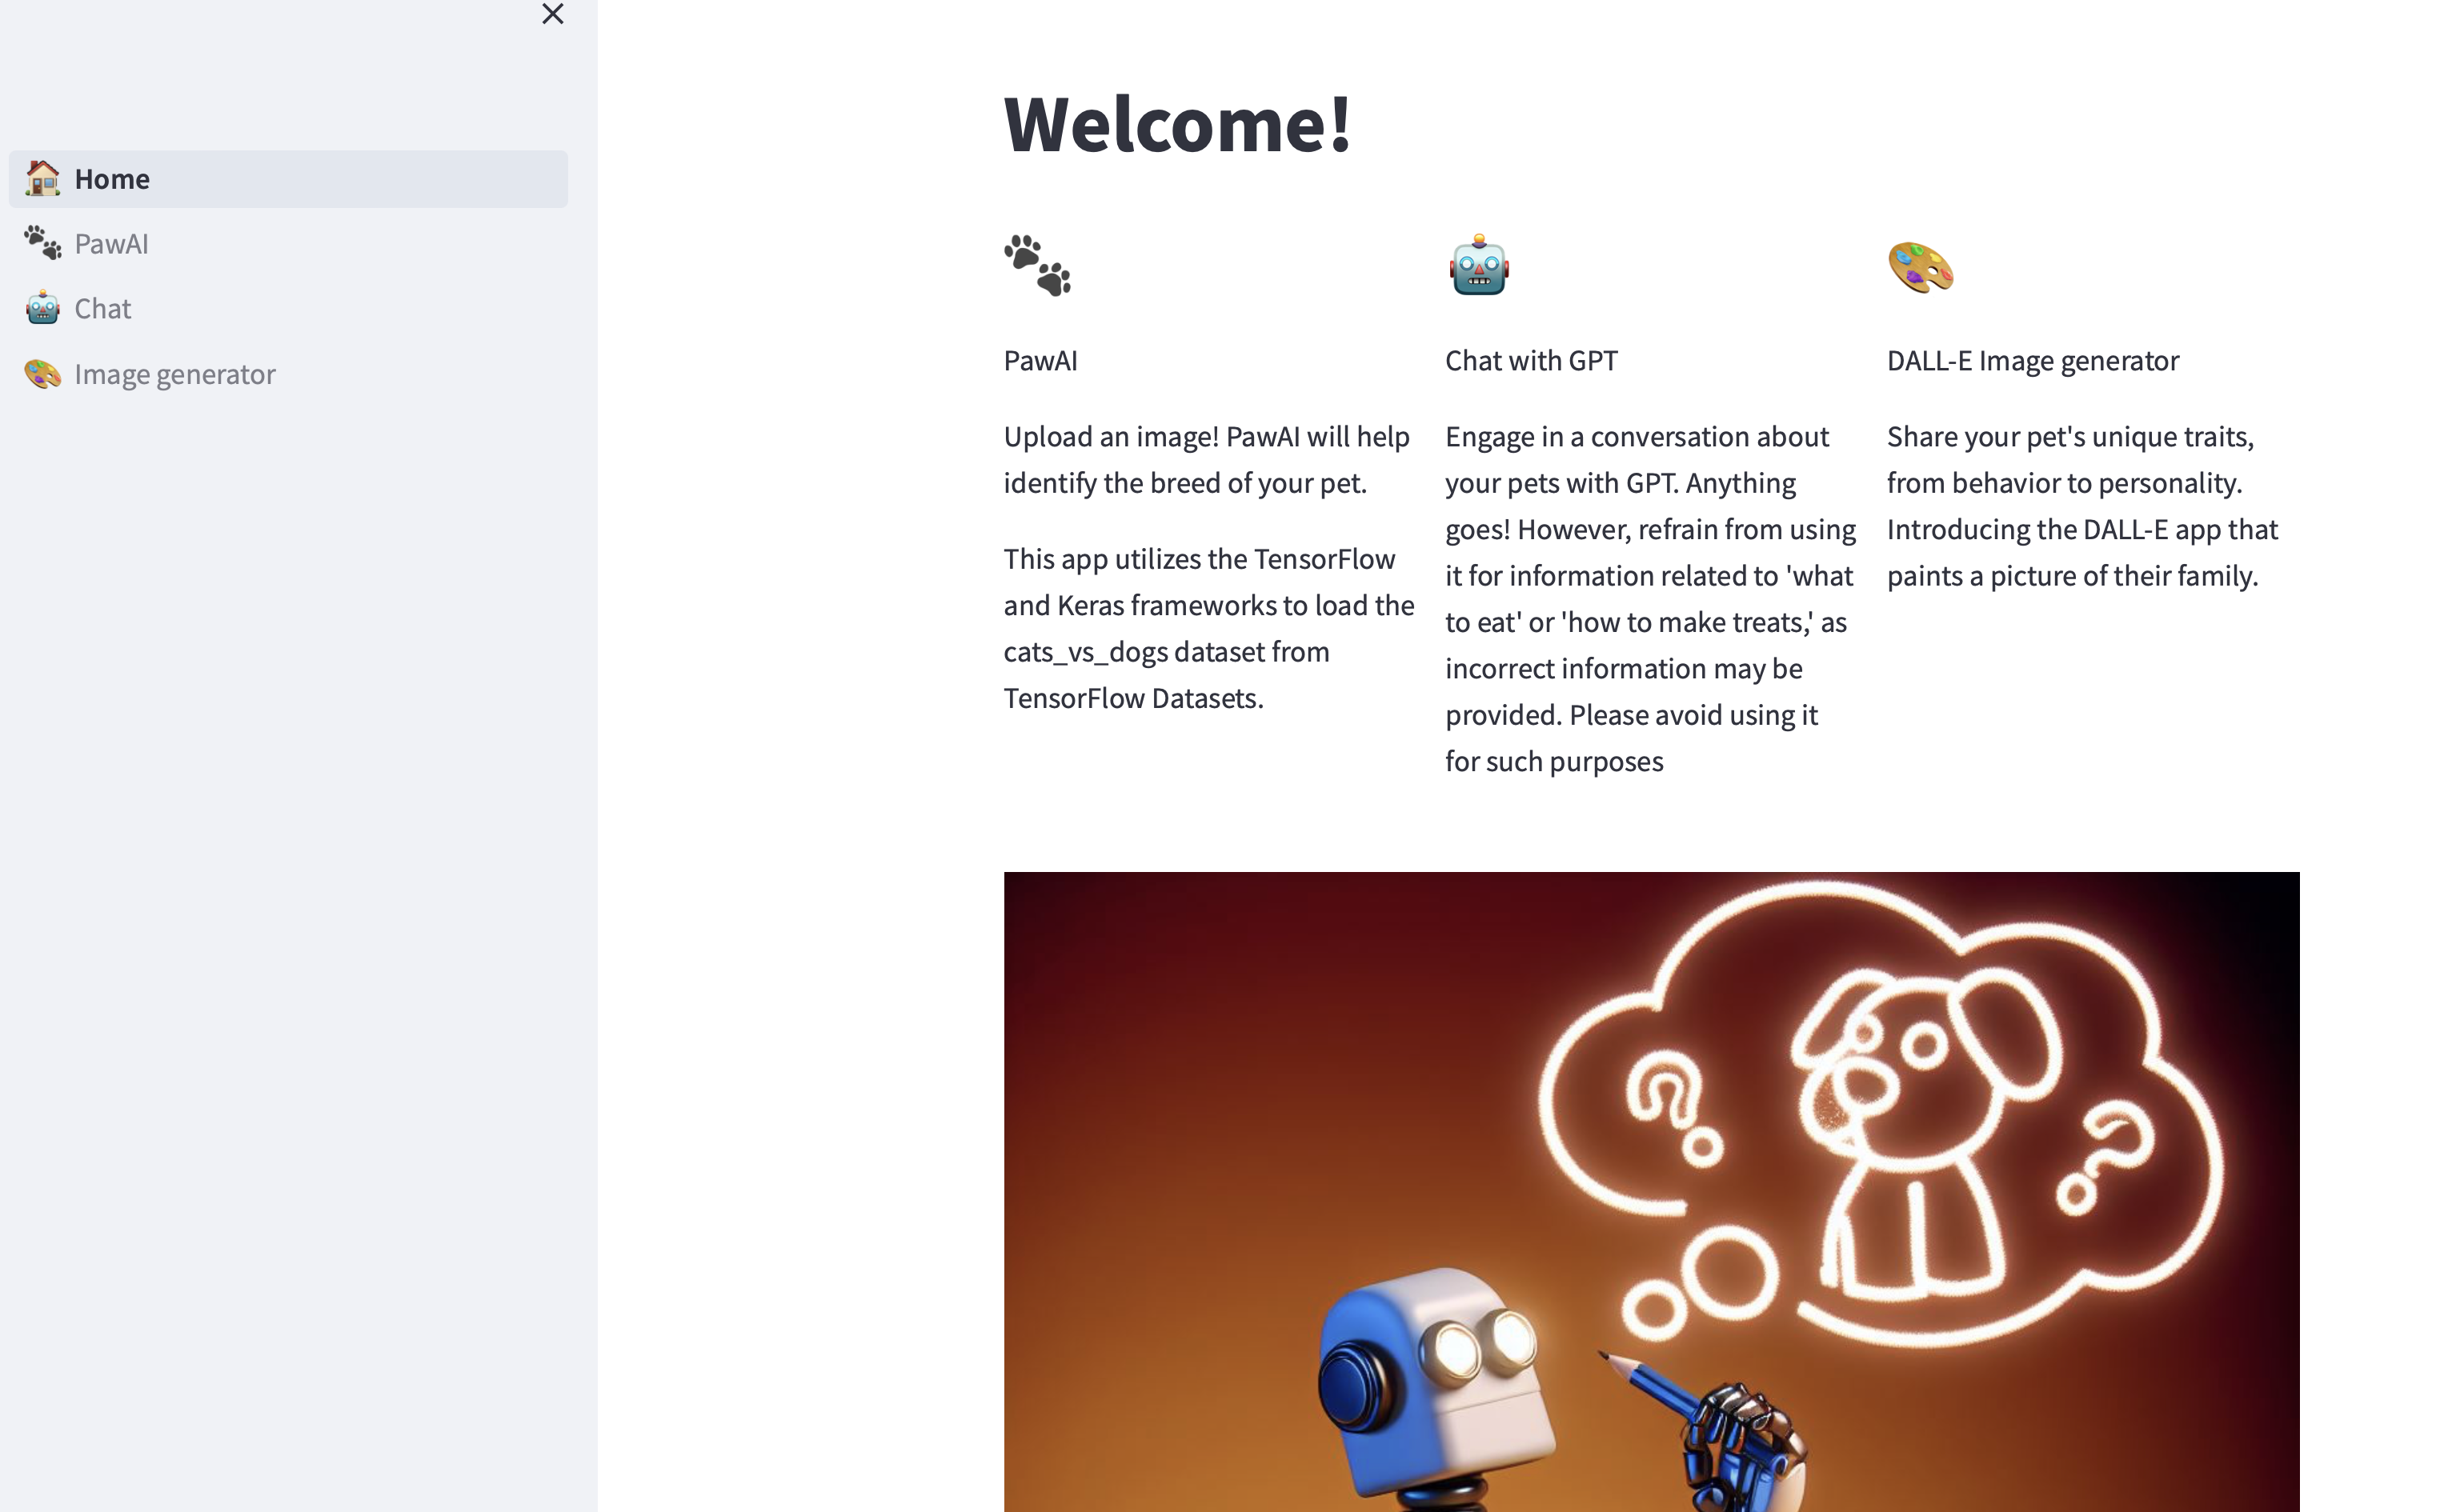 Home
PawAI
Chat
Image generator
Welcome!
PawAI
Upload an image! PawAI will help
identify the breed of your pet.
This app utilizes the TensorFlow
and Keras frameworks to load the
cats_vs_dogs dataset from
TensorFlow Datasets.
Chat with GPT
Engage in a conversation about
your pets with GPT. Anything
goes! However, refrain from using
it for information related to 'what
to eat' or 'how to make treats,' as
incorrect information may be
provided. Please avoid using it
for such purposes
DALL-E Image generator
Share your pet's unique traits,
from behavior to personality.
Introducing the DALL-E app that
paints a picture of their family.
? ?